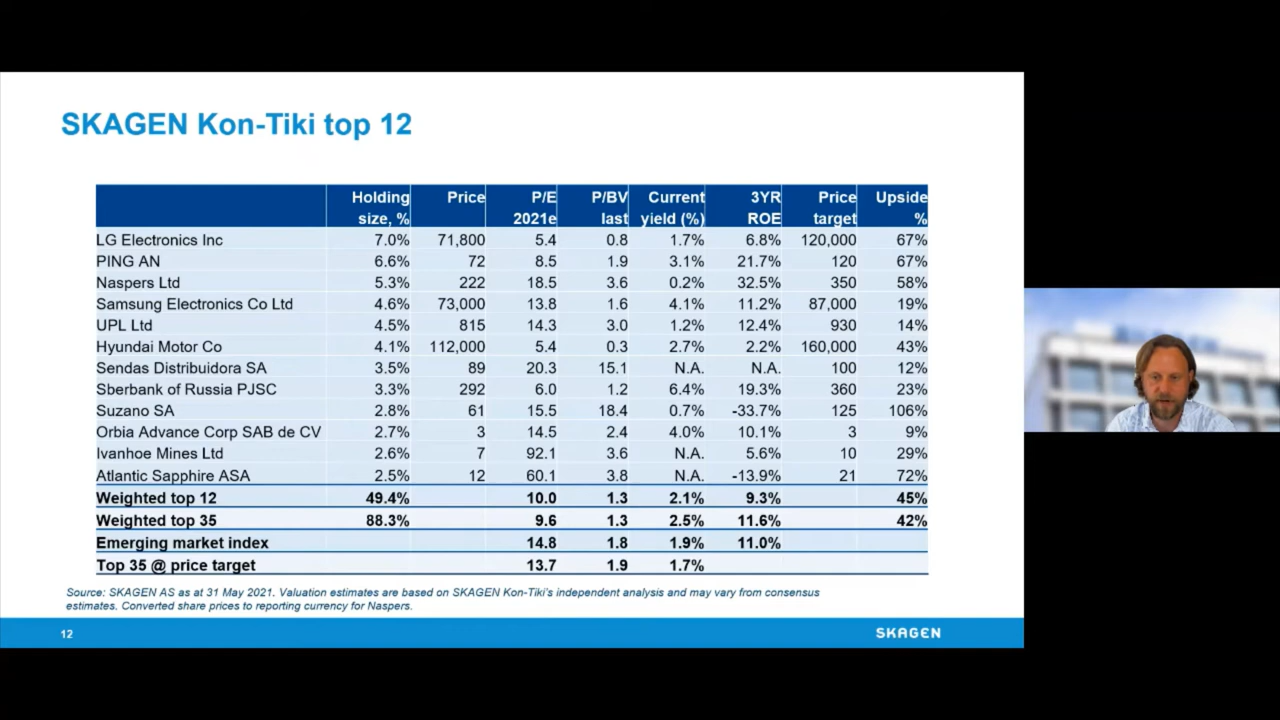 SKAGEN Kon-Tiki top 12
Holding size, % Price P/E 2021e P/BV last Current yield (%) 3YR ROE Price target Upside %
LG Electronics Inc 7.0% 71,800 5.4 0.8 1.7% 6.8% 120,000 67%
PING AN 6.6% 72 8.5 1.9 3.1% 21.7% 120 67%
Naspers Ltd 5.3% 222 18.5 3.6 0.2% 32.5% 350 58%
Samsung Electronics Co Ltd 4.6% 73,000 13.8 1.6 4.1% 11.2% 87,000 19%
UPL Ltd 4.5% 815 14.3 3.0 1.2% 12.4% 930 14%
Hyundai Motor Co 4.1% 112,000 5.4 0.3 2.7% 2.2% 160,000 43%
Sendas Distribuidora SA 3.5% 89 20.3 15.1 N.A. N.A. 100 12%
Sberbank of Russia PJSC 3.3% 292 6.0 1.2 6.4% 19.3% 360 23%
Suzano SA 2.8% 61 15.5 18.4 0.7% -33.7% 125 106%
Orbia Advance Corp SAB de CV 2.7% 3 14.5 2.4 4.0% 10.1% 3 9%
Ivanhoe Mines Ltd 2.6% 7 92.1 3.6 N.A. 5.6% 10 29%
Atlantic Sapphire ASA 2.5% 12 60.1 3.8 N.A. -13.9% 21 72%
Weighted top 12 49.4% 10.0 1.3 2.1% 9.3% 45%
Weighted top 35 88.3% 9.6 1.3 2.5% 11.6% 42%
Emerging market index 14.8 1.8 1.9% 11.0%
Top 35 @ price target 13.7 1.9 1.7%
Source: SKAGEN AS as at 31 May 2021. Valuation estimates are based on SKAGEN Kon-Tiki's independent analysis and may vary from consensus
estimates. Converted share prices to reporting currency for Naspers.
12 SKAGEN